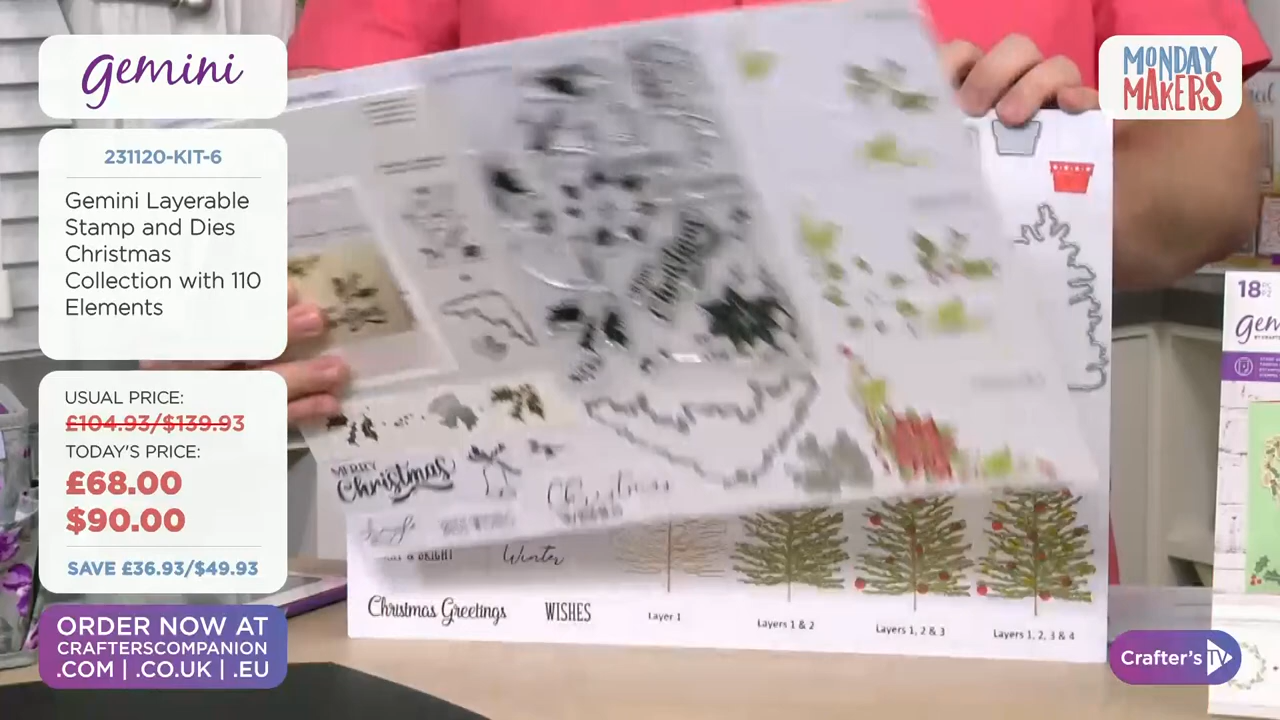 gemini
231120-KIT-6
Gemini Layerable
Stamp and Dies
Christmas
Collection with 110
Elements
USUAL PRICE:
£104.93/$139.93
TODAY'S PRICE:
£68.00
$90.00
SAVE £36.93/$49.93
ORDER NOW AT
CRAFTERSCOMPANION
.COM | .CO.UK | .EU
MONDAY
MAKERS
18
MERRY
Christmas
Christmas
& BRIGHT
Winter
Christmas Greetings
WISHES
Layer 1
Layers 1 & 2
Layers 1, 2 & 3
Layers 1, 2, 3 & 4
Crafter's TV